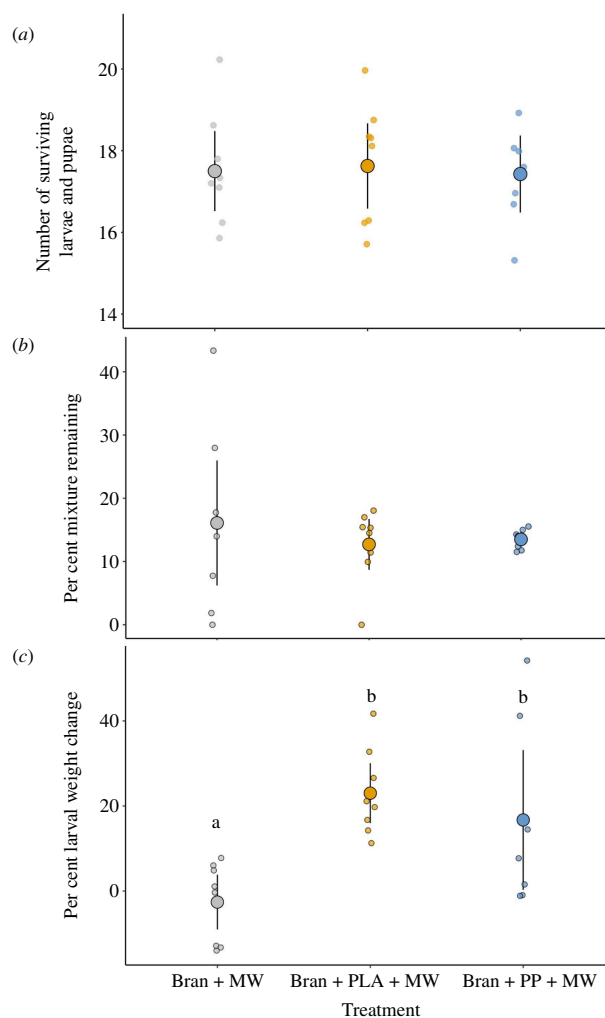 (a)
20
18
16
14
Number of surviving
larvae and pupae
(b)
40
30
20
10
0
Per cent mixture remaining
(c)
b
b
a
40
20
0
Per cent larval weight change
Bran + MW
Bran + PLA + MW
Bran + PP + MW
Treatment